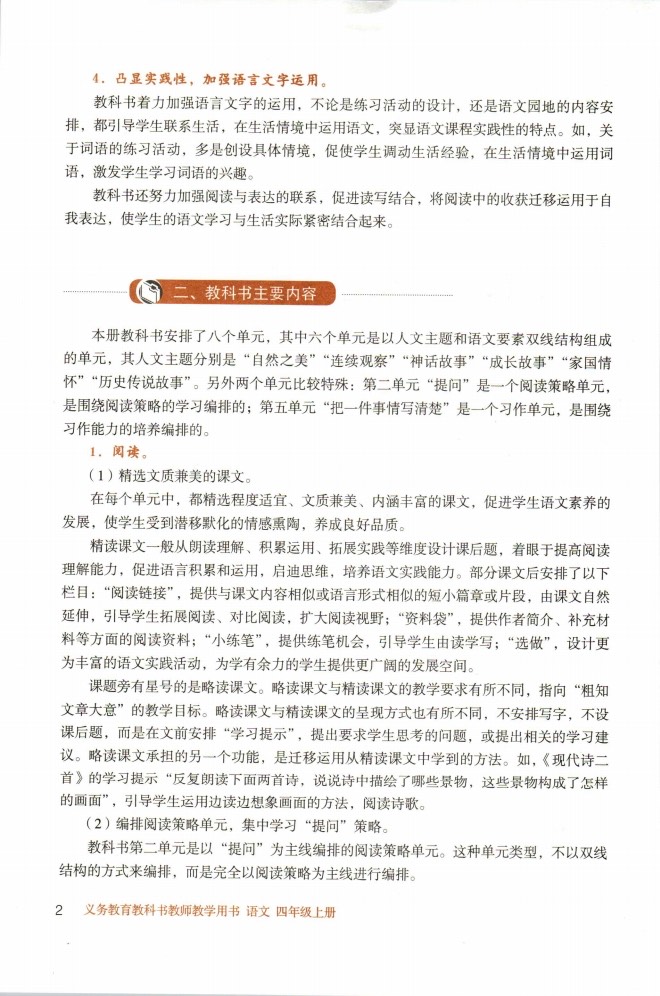 4．凸显实践性，加强语言文字运用。
教科书着力加强语言文字的运用，不论是练习活动的设计，还是语文园地的内容安
排，都引导学生联系生活，在生活情境中运用语文，突显语文课程实践性的特点。如，关
于词语的练习活动，多是创设具体情境，促使学生调动生活经验，在生活情境中运用词
语，激发学生学习词语的兴趣。
教科书还努力加强阅读与表达的联系，促进读写结合，将阅读中的收获迁移运用于自
我表达，使学生的语文学习与生活实际紧密结合起来。
二、教科书主要内容
本册教科书安排了八个单元，其中六个单元是以人文主题和语文要素双线结构组成
的单元，其人文主题分别是“自然之美”“连续观察”“神话故事”“成长故事”“家国情
怀”“历史传说故事”。另外两个单元比较特殊：第二单元“提问”是一个阅读策略单元，
是围绕阅读策略的学习编排的；第五单元“把一件事情写清楚”是一个习作单元，是围绕
习作能力的培养编排的。
1．阅读。
（1）精选文质兼美的课文。
在每个单元中，都精选程度适宜、文质兼美、内涵丰富的课文，促进学生语文素养的
发展，使学生受到潜移默化的情感熏陶，养成良好品质。
精读课文一般从朗读理解、积累运用、拓展实践等维度设计课后题，着眼于提高阅读
理解能力，促进语言积累和运用，启迪思维，培养语文实践能力。部分课文后安排了以下
栏目：“阅读链接”，提供与课文内容相似或语言形式相似的短小篇章或片段，由课文自然
延伸，引导学生拓展阅读、对比阅读，扩大阅读视野；“资料袋”，提供作者简介、补充材
料等方面的阅读资料；“小练笔”，提供练笔机会，引导学生由读学写；“选做”，设计更
为丰富的语文实践活动，为学有余力的学生提供更广阔的发展空间。
课题旁有星号的是略读课文。略读课文与精读课文的教学要求有所不同，指向“粗知
文章大意”的教学目标。略读课文与精读课文的呈现方式也有所不同，不安排写字，不设
课后题，而是在文前安排“学习提示”，提出要求学生思考的问题，或提出相关的学习建
议。略读课文承担的另一个功能，是迁移运用从精读课文中学到的方法。如，《现代诗二
首》的学习提示“反复朗读下面两首诗，说说诗中描绘了哪些景物，这些景物构成了怎样
的画面”，引导学生运用边读边想象画面的方法，阅读诗歌。
（2）编排阅读策略单元，集中学习“提问”策略。
教科书第二单元是以“提问”为主线编排的阅读策略单元。这种单元类型，不以双线
结构的方式来编排，而是完全以阅读策略为主线进行编排。
2 义务教育教科书教师教学用书 语文 四年级上册